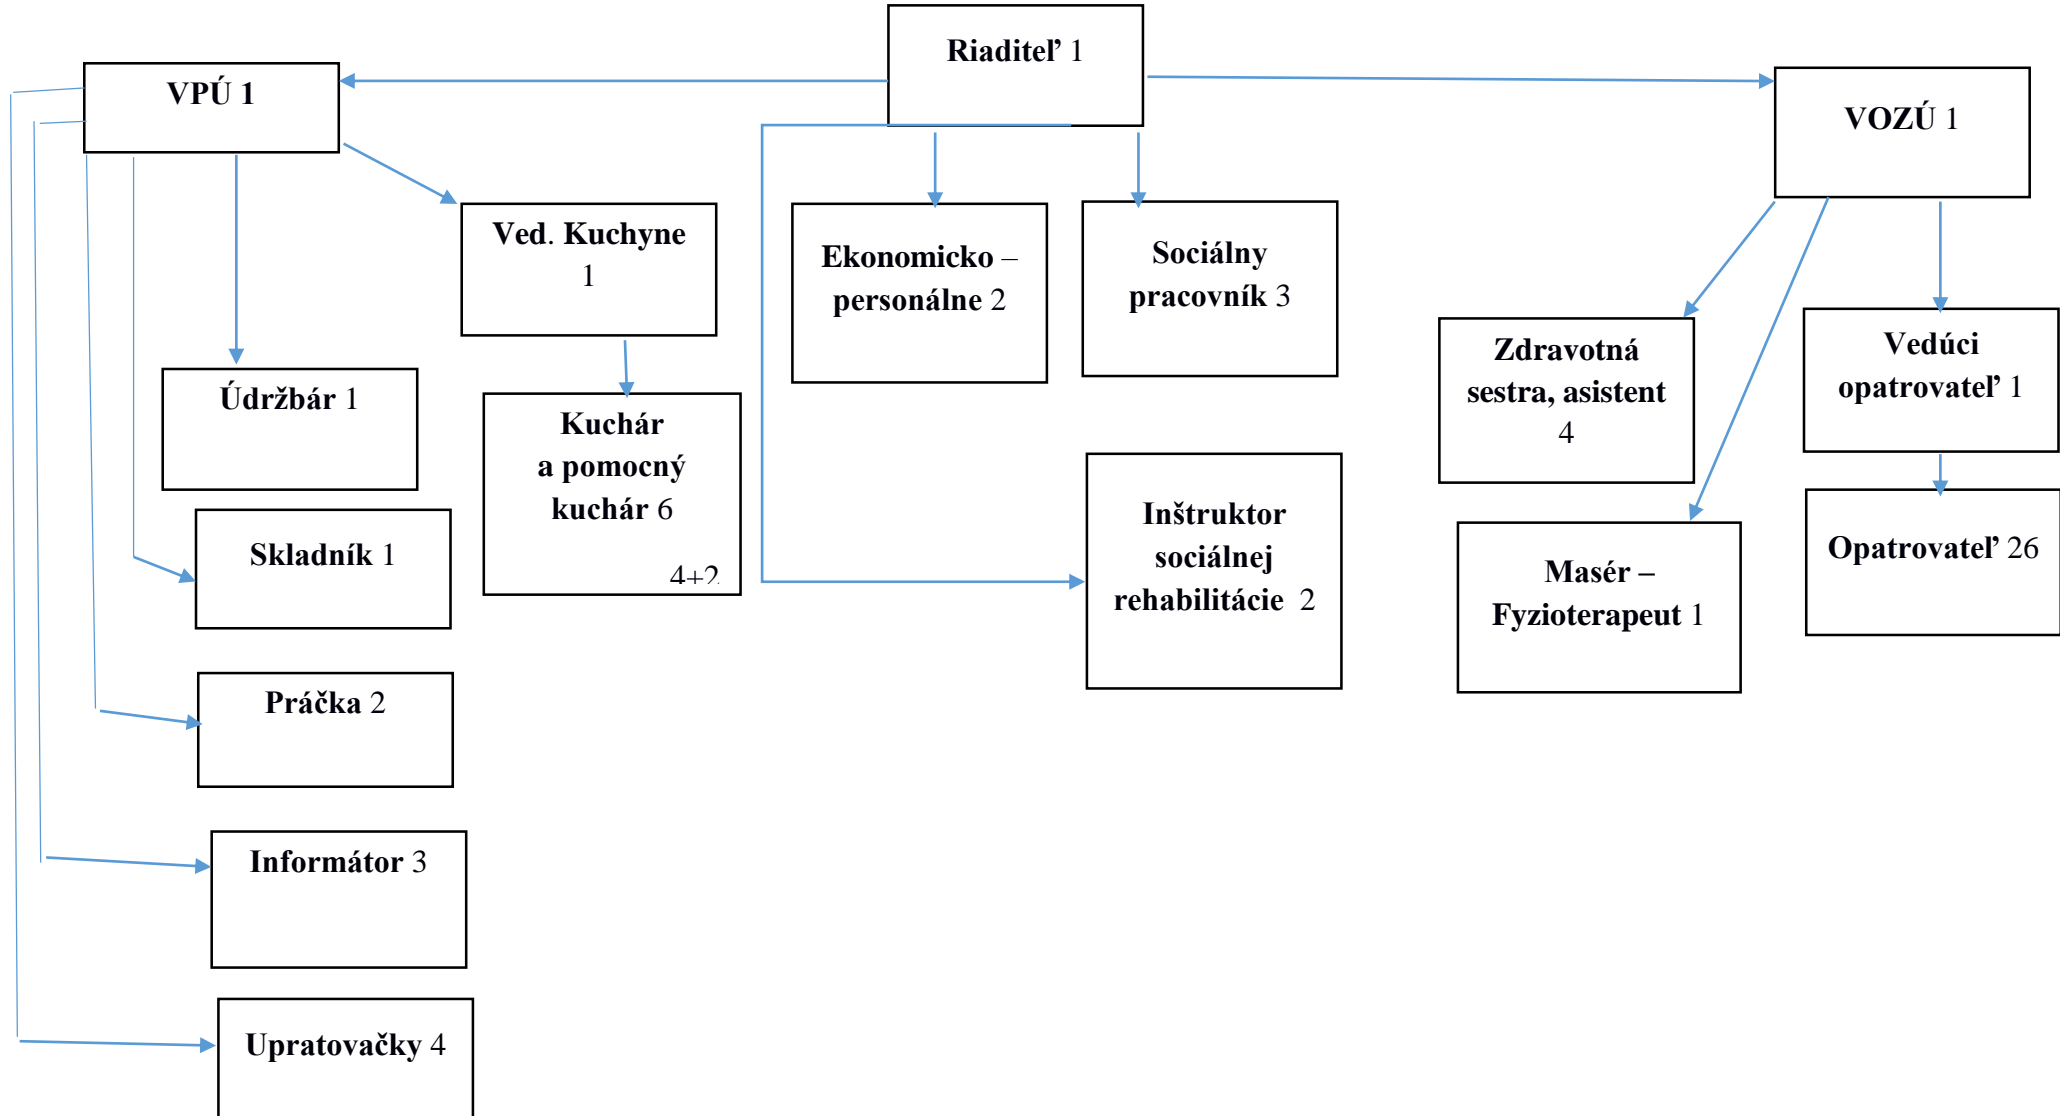 Riaditeľ 1
VPÚ 1
VOZÚ 1
Ved. Kuchyne
1
Ekonomicko –
personálne 2
Sociálny
pracovník 3
Zdravotná
sestra, asistent
4
Vedúci
opatrovateľ 1
Údržbár 1
Kuchár
a pomocný
kuchár 6
4+2
Inštruktor
sociálnej
rehabilitácie 2
Skladník 1
Masér –
Fyzioterapeut 1
Opatrovateľ 26
Práčka 2
Informátor 3
Upratovačky 4